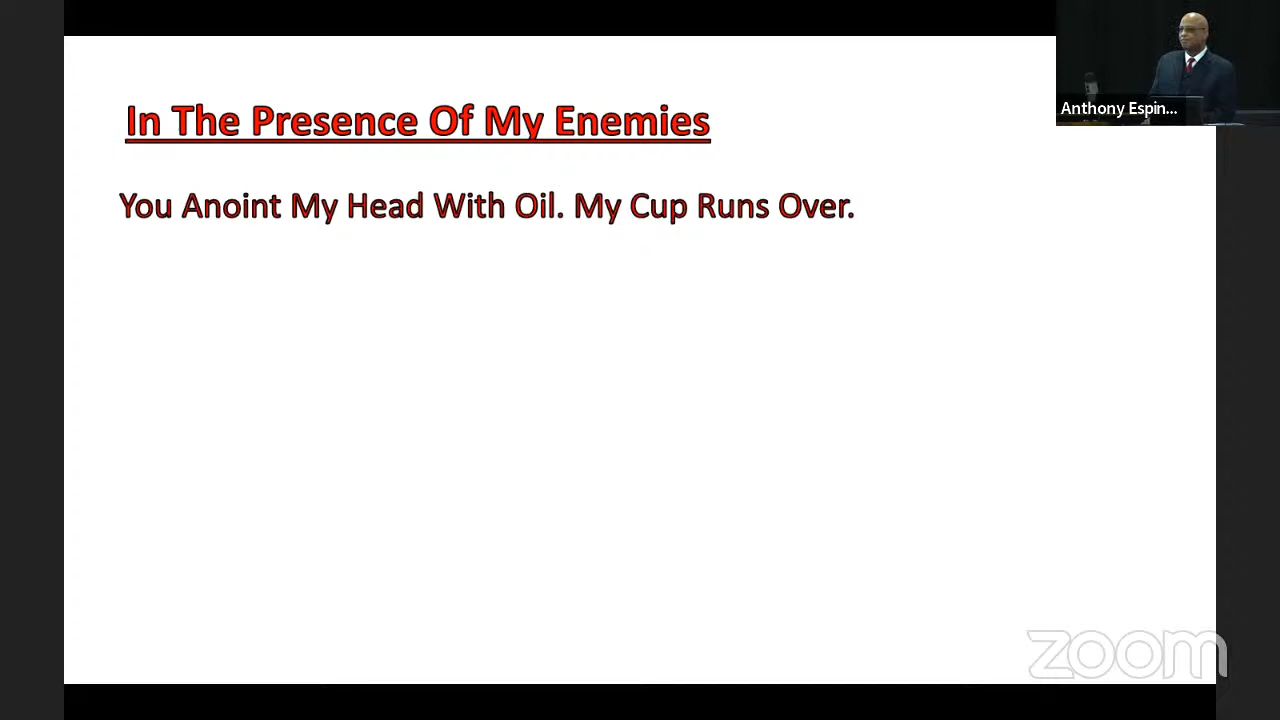 In The Presence Of My Enemies
You Anoint My Head With Oil. My Cup Runs Over.
Anthony Espin...
zoom